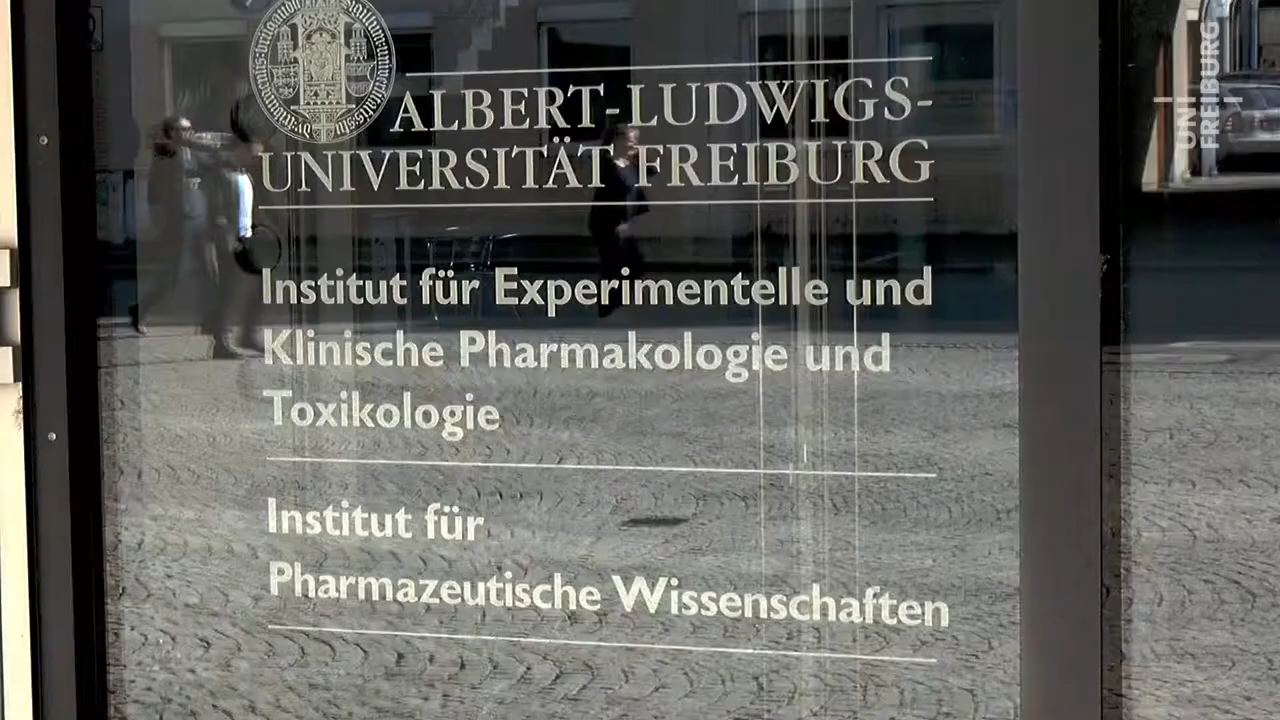 ALBERT-LUDWIGS-
UNIVERSITÄT FREIBURG
Institut für Experimentelle und
Klinische Pharmakologie und
Toxikologie
Institut für
Pharmazeutische Wissenschaften
UNI
FREIBURG